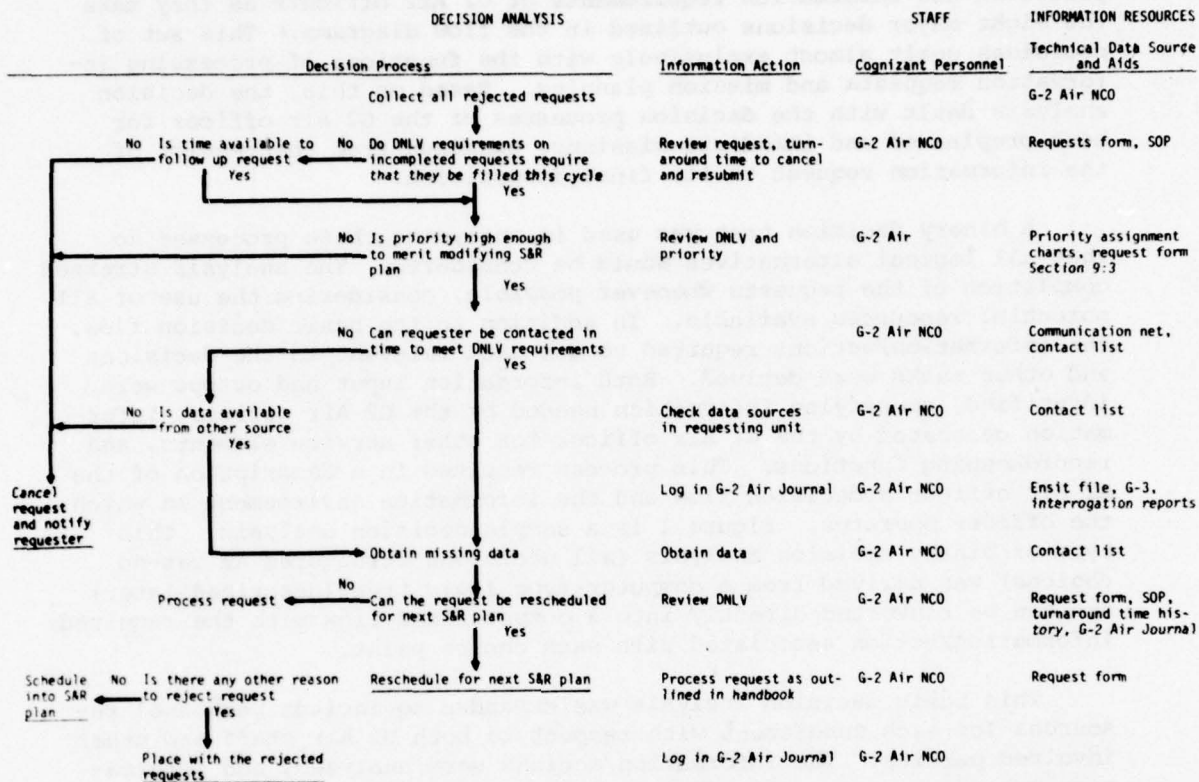 DECISION ANALYSIS
STAFF
INFORMATION RESOURCES
Decision Process
Information Action
Cognizant Personnel
Technical Data Source
and Aids
Collect all rejected requests
G-2 Air NCO
No
Is time available to
follow up request
Yes
No
Do DNLV requirements on
incompleted requests require
that they be filled this cycle
Yes
Review request, turn-
around time to cancel
and resubmit
G-2 Air NCO
Requests form, SOP
No
Is priority high enough
to merit modifying S&R
plan
Yes
Review DNLV and
priority
G-2 Air
Priority assignment
chart, request form
Section 9:3
No
Can requester be contacted in
time to meet DNLV requirements
Yes
G-2 Air NCO
Communication net,
contact list
No
Is data available
from other source
Yes
Check data sources
in requesting unit
G-2 Air NCO
Contact list
Cancel
request
and notify
requester
Log in G-2 Air Journal
G-2 Air NCO
Ensit file, G-3,
interrogation reports
Obtain missing data
Obtain data
G-2 Air NCO
Contact list
Process request
No
Can the request be re-scheduled
for next S&R plan
Yes
Review DNLV
G-2 Air NCO
Request form, SOP,
turnaround time his-
tory, G-2 Air Journal
Schedule
into S&R
plan
No
Is there any other reason
to reject request
Yes
Reschedule for next S&R plan
Process request as out-
lined in handbook
G-2 Air NCO
Request form
Place with the rejected
requests
Log in G-2 Air Journal
G-2 Air NCO